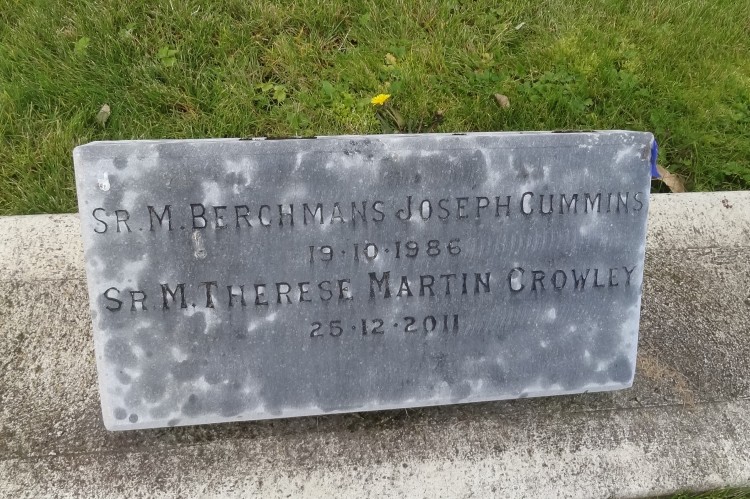 SR. M. BERCHMANS JOSEPH CUMMINS
19·10·1986
SR M. THERESE MARTIN CROWLEY
25·12·2011